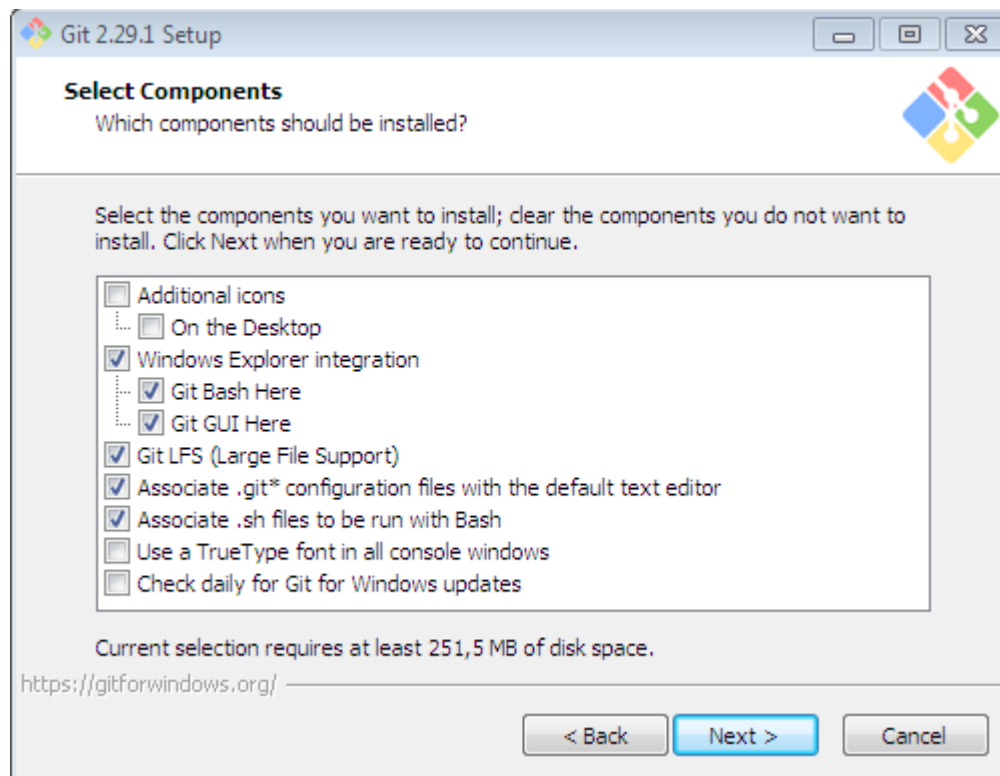 Git 2.29.1 Setup
Select Components
Which components should be installed?
Select the components you want to install; clear the components you do not want to
install. Click Next when you are ready to continue.
Additional icons
On the Desktop
Windows Explorer integration
Git Bash Here
Git GUI Here
Git LFS (Large File Support)
Associate .git* configuration files with the default text editor
Associate .sh files to be run with Bash
Use a TrueType font in all console windows
Check daily for Git for Windows updates
Current selection requires at least 251,5 MB of disk space.
https://gitforwindows.org/
< Back
Next >
Cancel